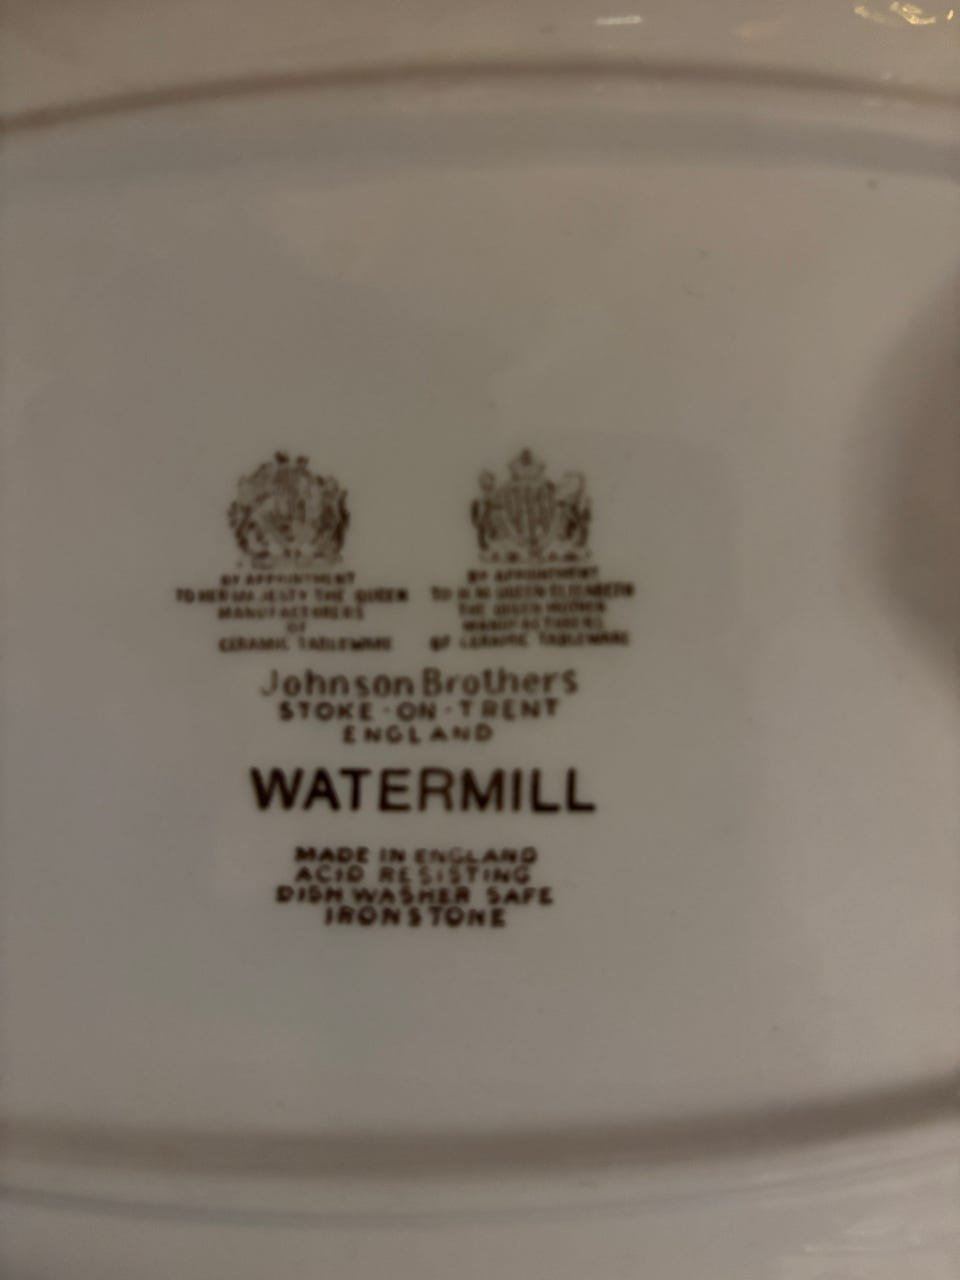 BY APPOINTMENT
TO HER MAJESTY THE QUEEN
MANUFACTURERS
OF
CERAMIC TABLEWARE
BY APPOINTMENT
TO H.M. QUEEN ELIZABETH
THE QUEEN MOTHER
MANUFACTURERS
OF CERAMIC TABLEWARE
Johnson Brothers
STOKE-ON-TRENT
ENGLAND
WATERMILL
MADE IN ENGLAND
ACID RESISTING
DISH WASHER SAFE
IRONSTONE